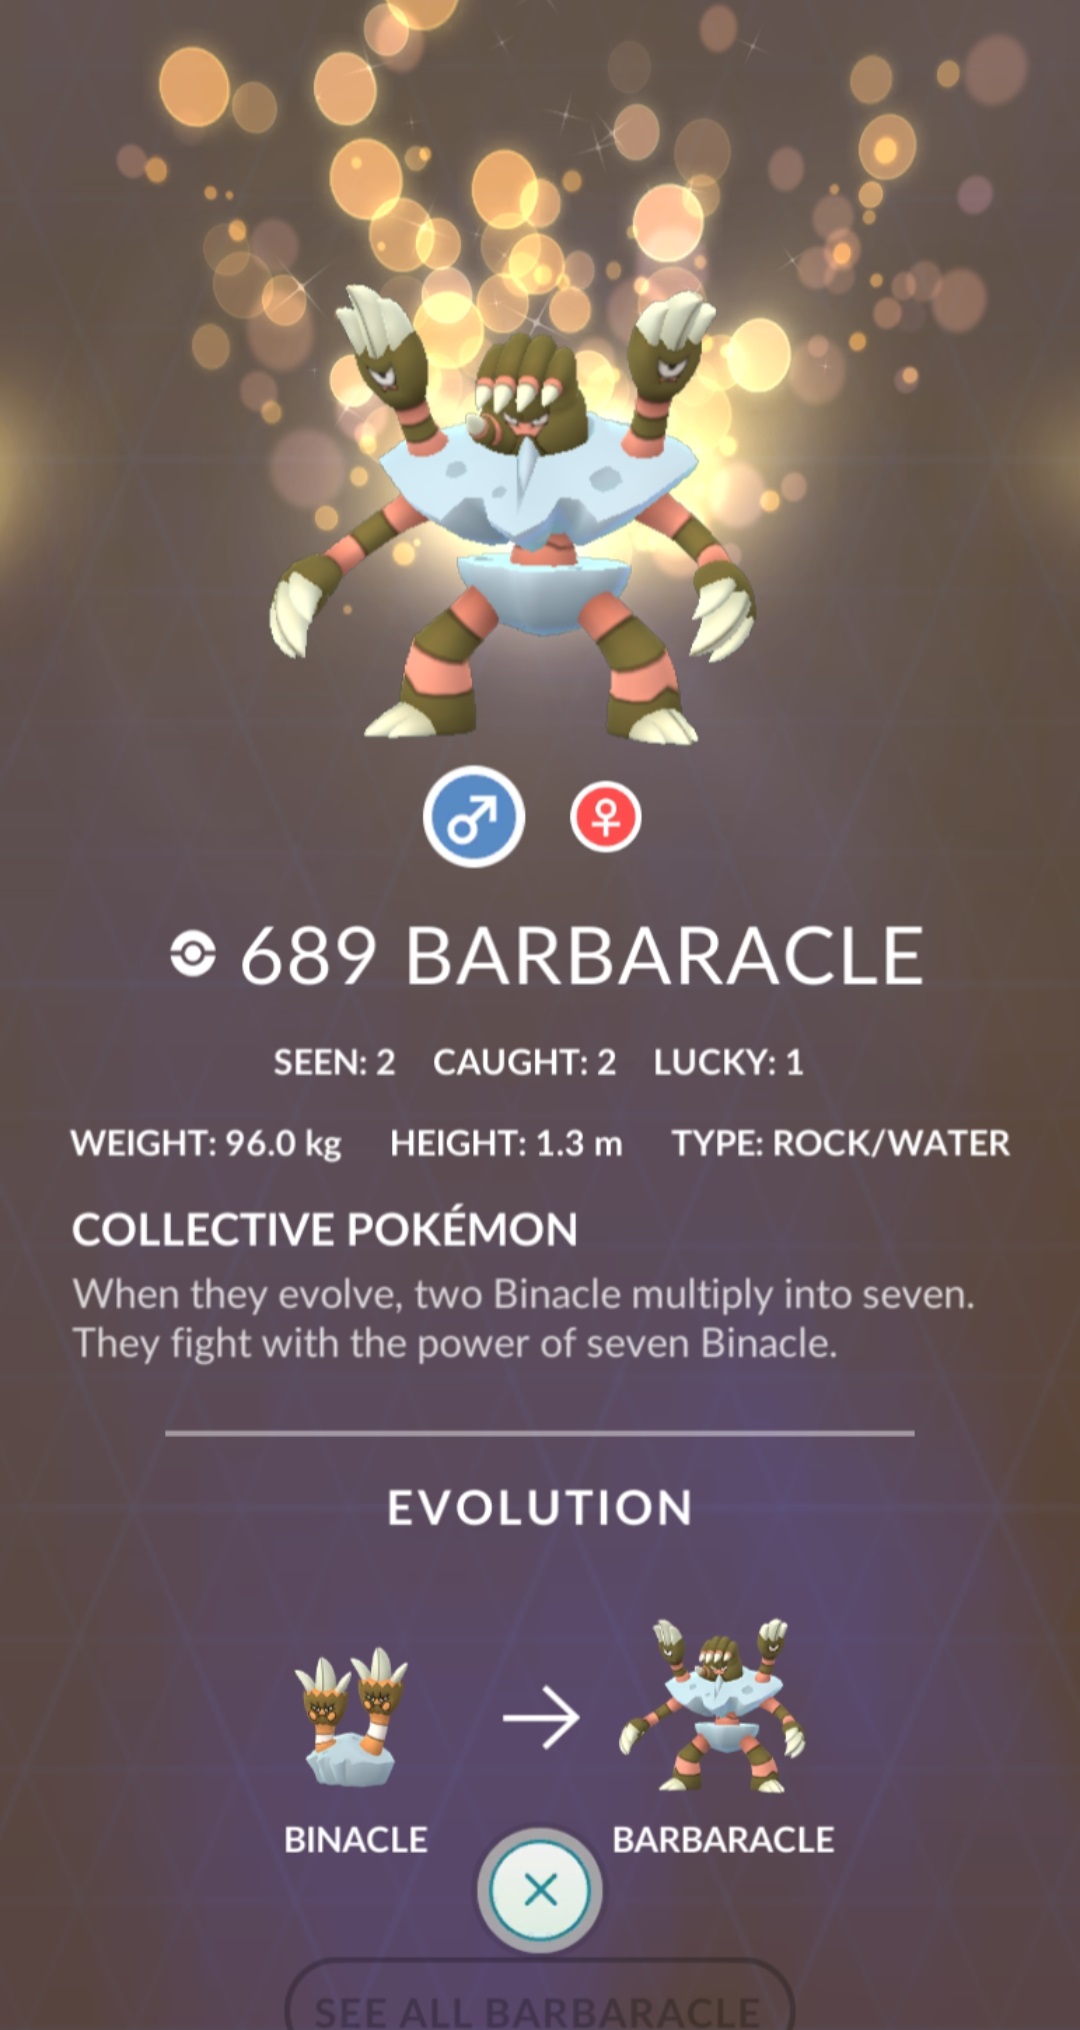 689 BARBARACLE
SEEN: 2 CAUGHT: 2 LUCKY: 1
WEIGHT: 96.0 kg HEIGHT: 1.3 m TYPE: ROCK/WATER
COLLECTIVE POKÉMON
When they evolve, two Binacle multiply into seven.
They fight with the power of seven Binacle.
EVOLUTION
BINACLE BARBARACLE
SEE ALL BARBARACLE